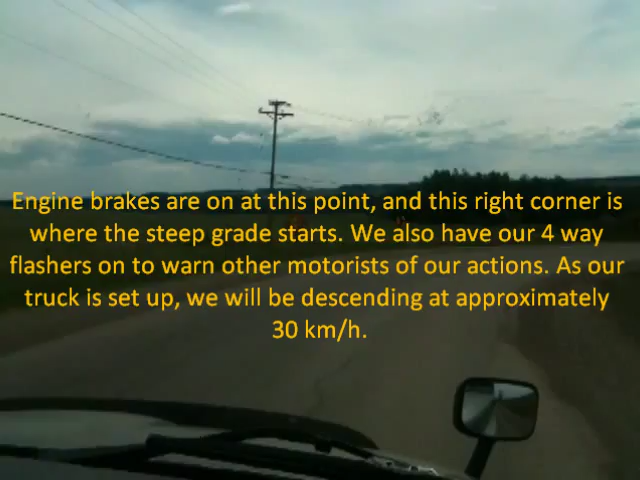 Engine brakes are on at this point, and this right corner is
where the steep grade starts. We also have our 4 way
flashers on to warn other motorists of our actions. As our
truck is set up, we will be descending at approximately
30 km/h.